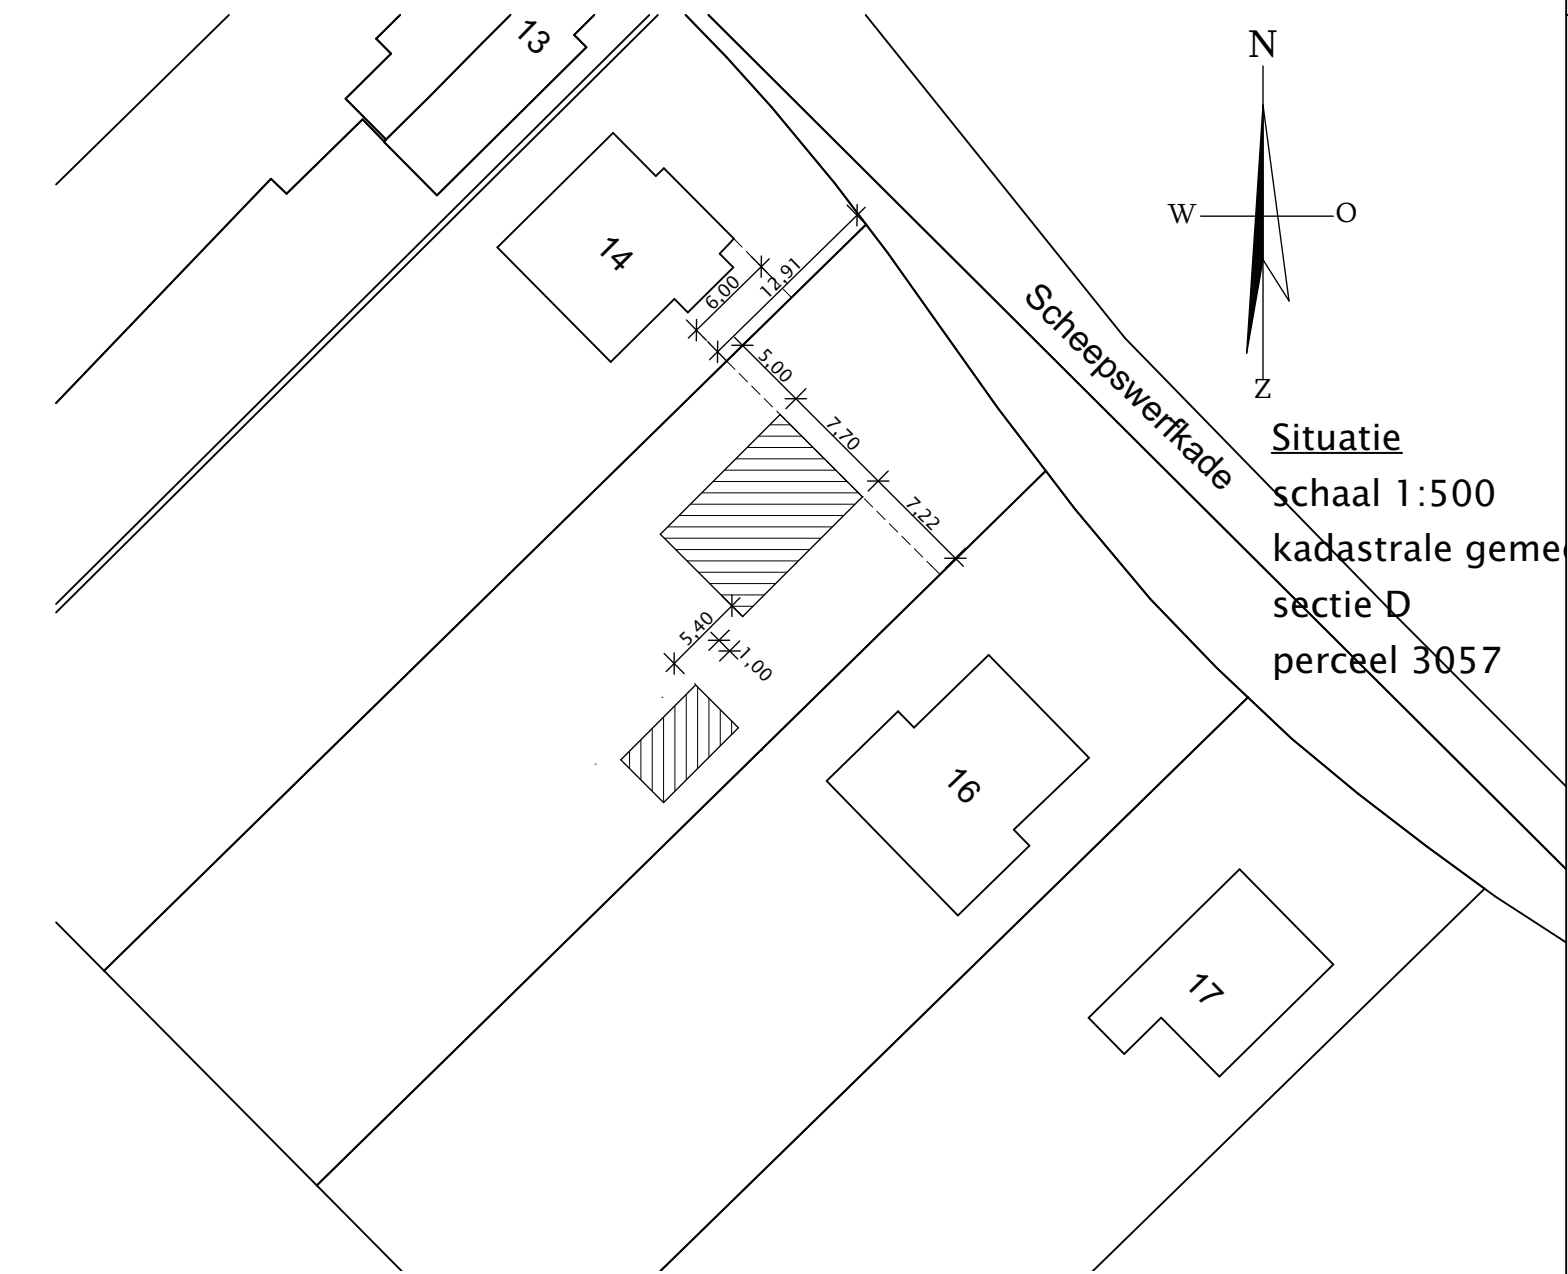 13
N
W
O
Z
14
6,00
12,91
5,00
7,70
7,22
5,40
1,00
Scheepswerfkade
Situatie
schaal 1:500
kadastrale
sectie D
perceel 3057
16
17